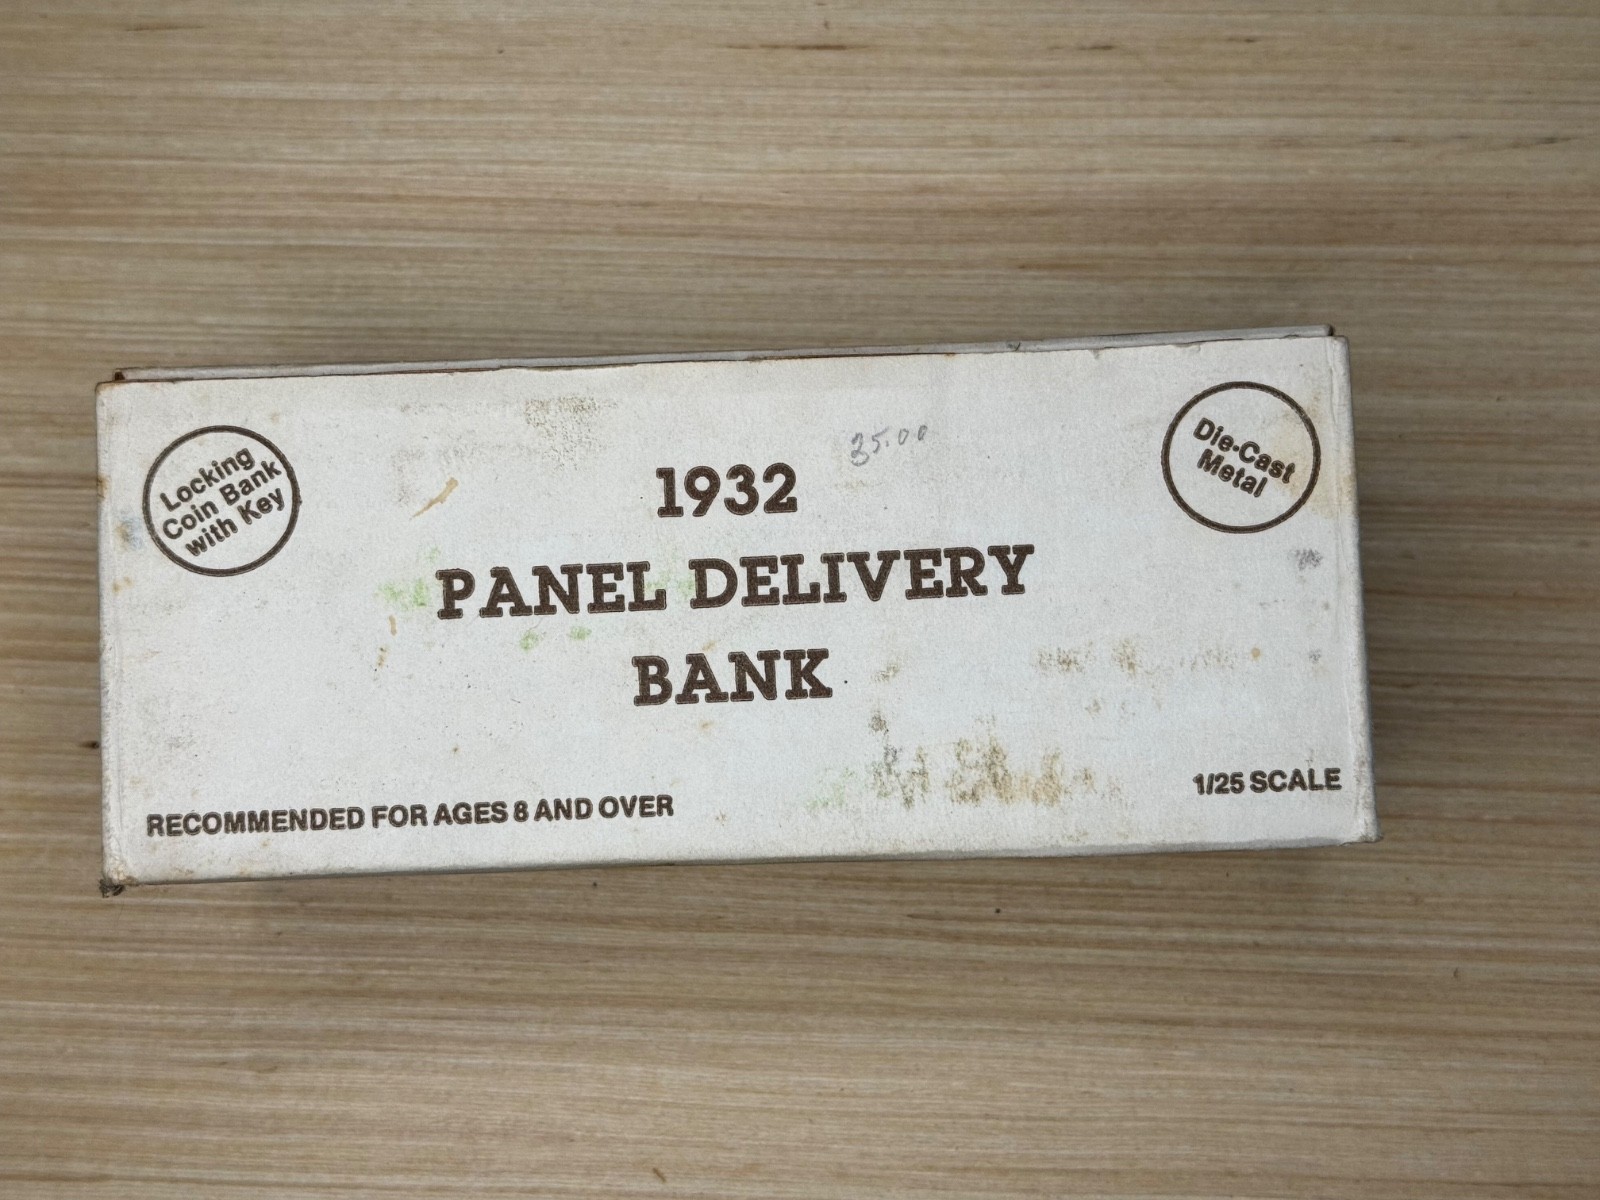 Locking
Coin Bank
with Key
35.00
Die-Cast
Metal
1932
PANEL DELIVERY
BANK
RECOMMENDED FOR AGES 8 AND OVER
1/25 SCALE